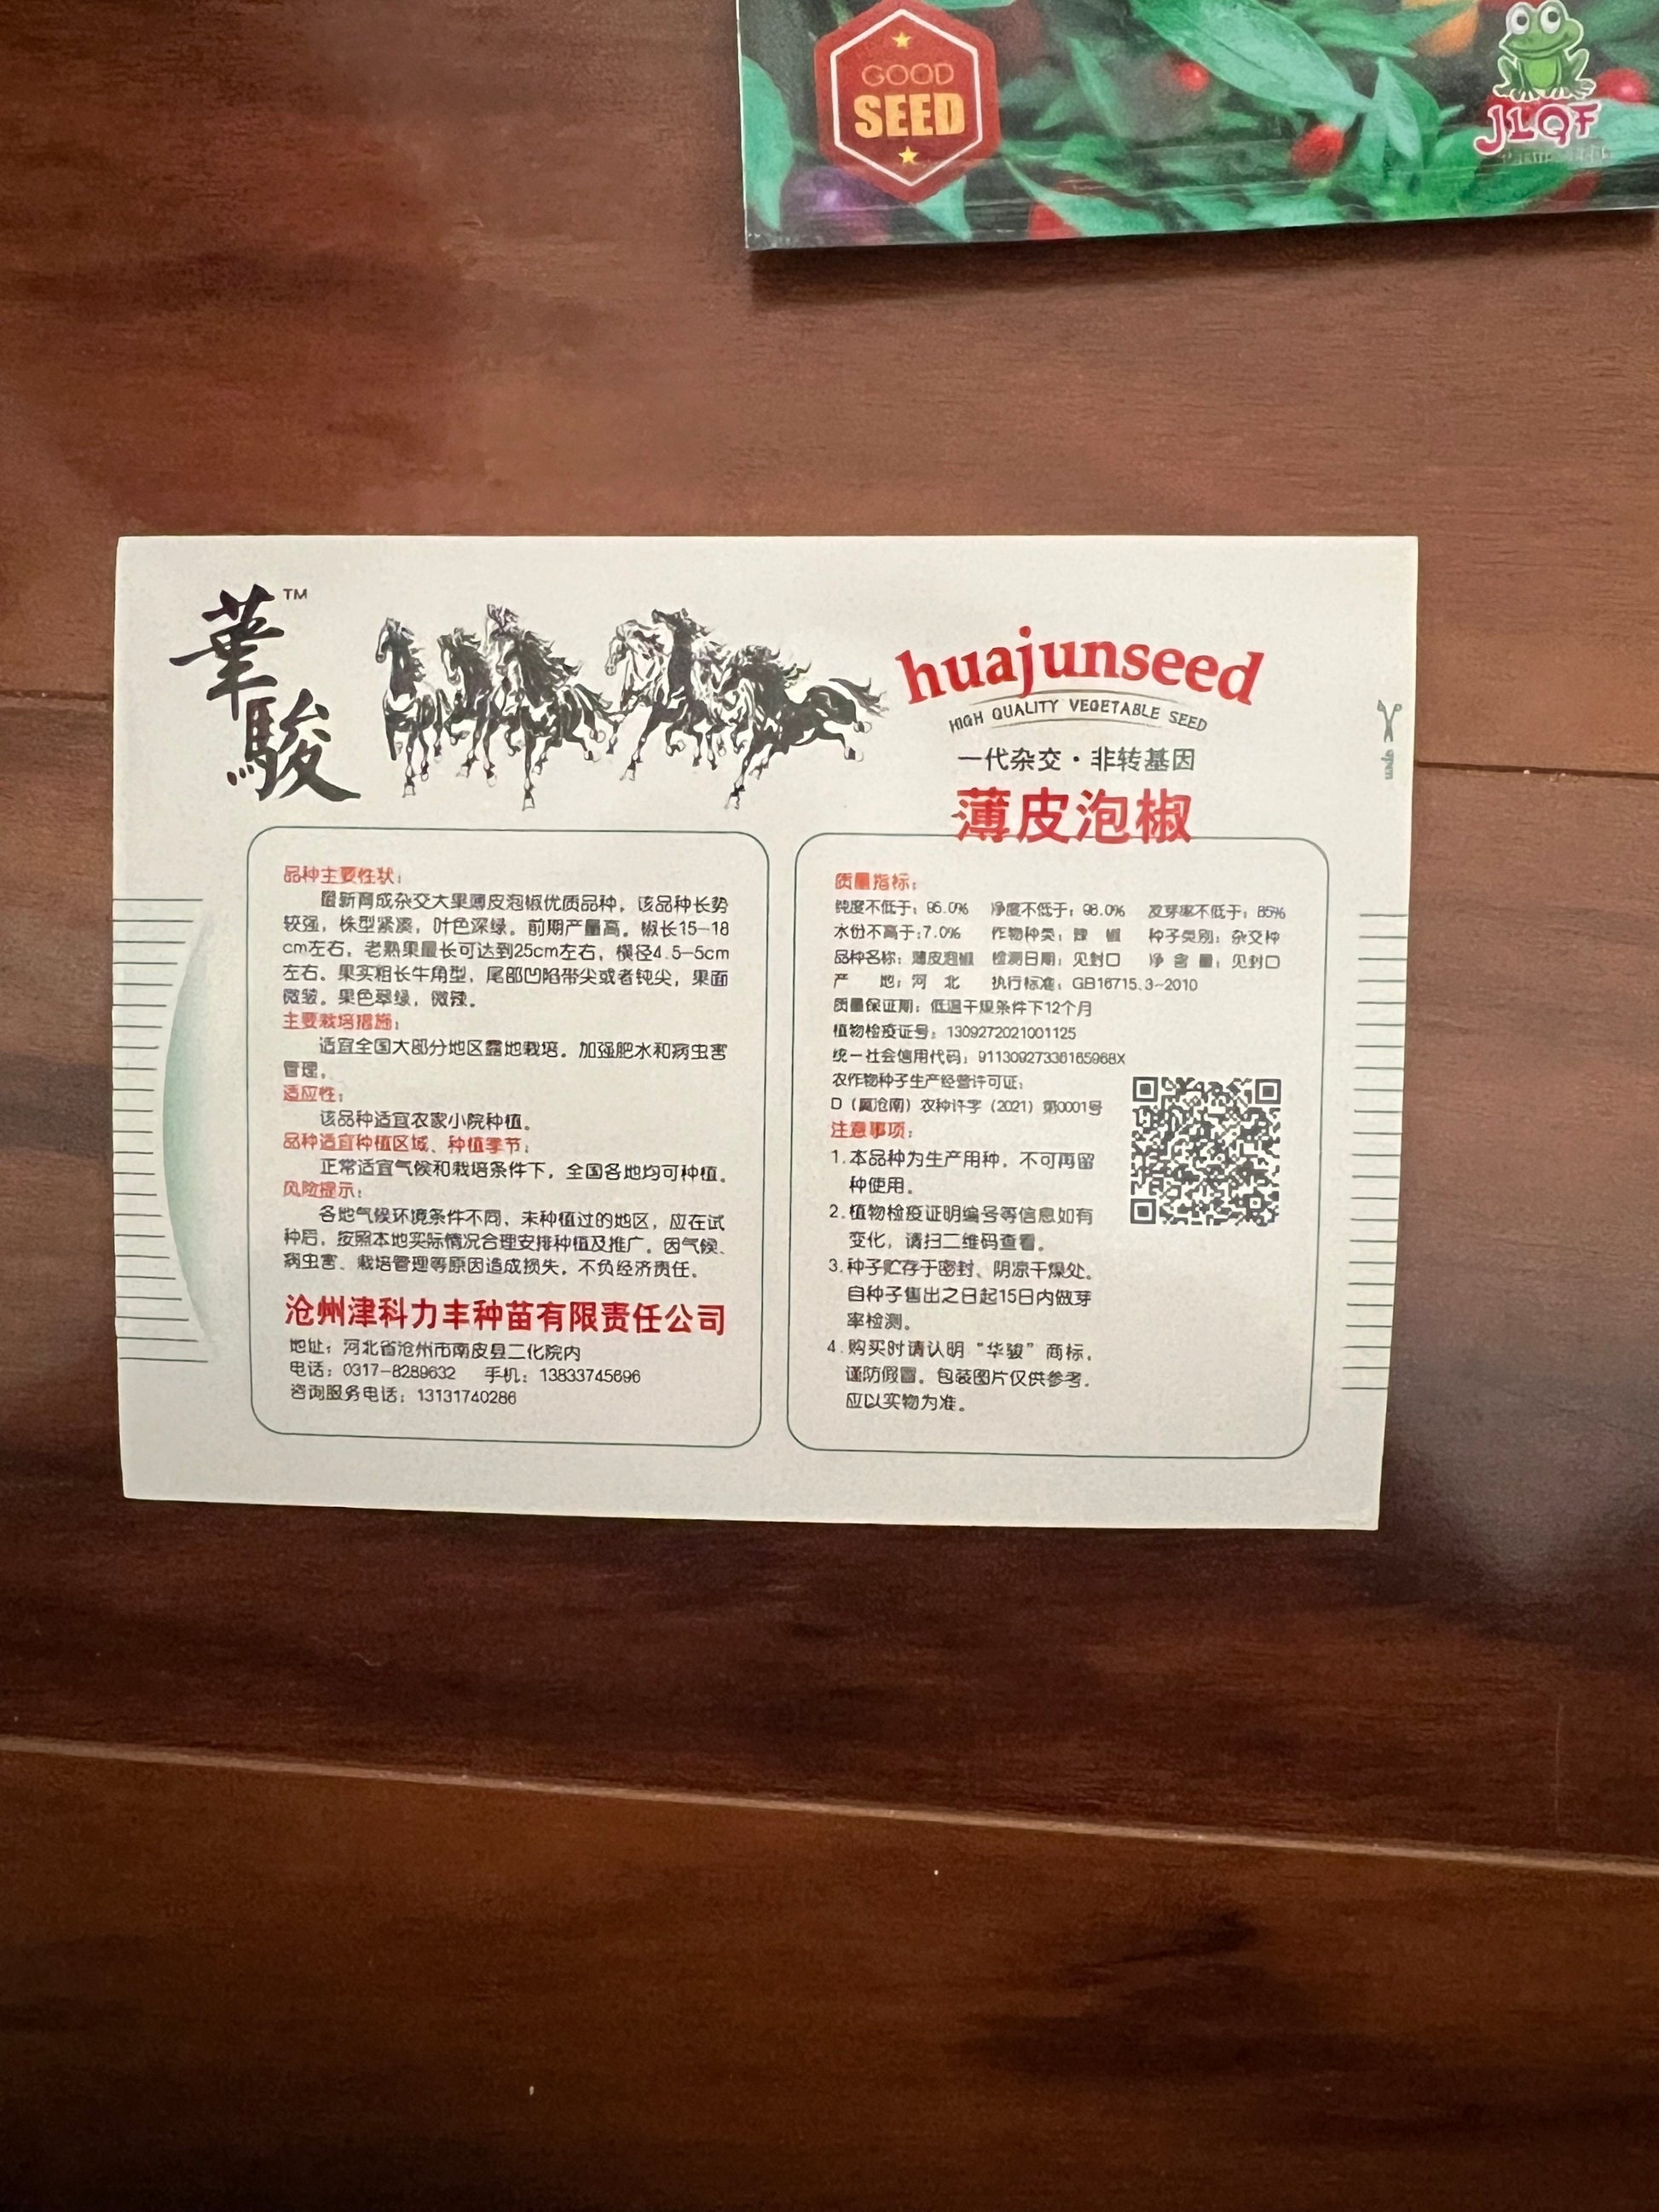 GOOD
SEED
JLQF
華駿™
huajunseed
HIGH QUALITY VEGETABLE SEED
一代杂交·非转基因
薄皮泡椒
品种主要性状：
最新育成杂交大果薄皮泡椒优质品种，该品种长势
较强，株型紧凑，叶色深绿。前期产量高。椒长15-18
cm左右，老熟果最长可达到25cm左右，横径4.5-5cm
左右。果实粗长牛角型，尾部凹陷带尖或者钝尖，果面
微皱。果色翠绿，微辣。
主要栽培措施：
适宜全国大部分地区露地栽培。加强肥水和病虫害
管理。
适应性：
该品种适宜农家小院种植。
品种适宜种植区域、种植季节：
正常适宜气候和栽培条件下，全国各地均可种植。
风险提示：
各地气候环境条件不同，未种植过的地区，应在试
种后，按照本地实际情况合理安排种植及推广。因气候、
病虫害、栽培管理等原因造成损失，不负经济责任。
沧州津科力丰种苗有限责任公司
地址：河北省沧州市南皮县二化院内
电话：0317-8289632 手机：13833745696
咨询服务电话：13131740286
质量指标：
纯度不低于：95.0% 净度不低于：98.0% 发芽率不低于：85%
水份不高于:7.0% 作物种类：辣 椒 种子类别：杂交种
品种名称：薄皮泡椒 检测日期：见封口 净 含 量：见封口
产 地：河 北 执行标准：GB16715.3-2010
质量保证期：低温干燥条件下12个月
植物检疫证号：1309272021001125
统一社会信用代码：91130927336165968X
农作物种子生产经营许可证：
D（冀沧南）农种许字（2021）第0001号
注意事项：
1.本品种为生产用种，不可再留
种使用。
2.植物检疫证明编号等信息如有
变化，请扫二维码查看。
3.种子贮存于密封、阴凉干燥处。
自种子售出之日起15日内做芽
率检测。
4.购买时请认明“华骏”商标，
谨防假冒。包装图片仅供参考，
应以实物为准。